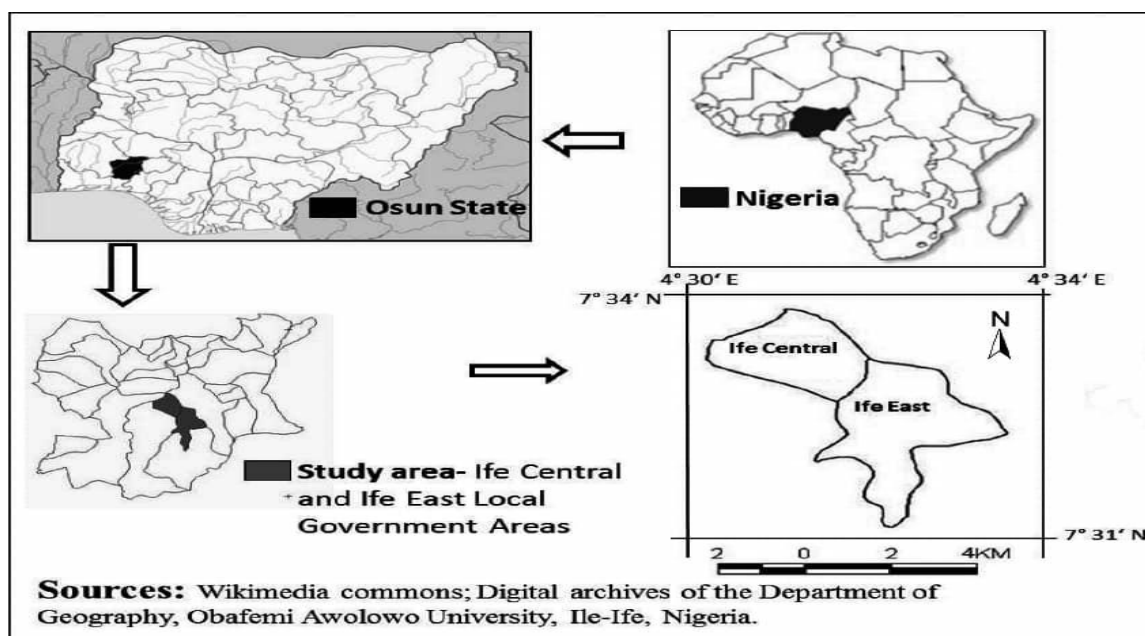 Osun State
Nigeria
Study area- Ife Central
and Ife East Local
Government Areas
4° 30′ E
4° 34′ E
7° 34′ N
N
Ife Central
Ife East
7° 31′ N
2 0 2 4KM
Sources: Wikimedia commons; Digital archives of the Department of
Geography, Obafemi Awolowo University, Ile-Ife, Nigeria.